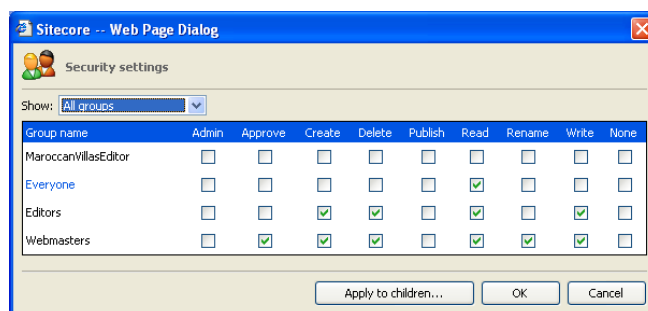 Sitecore -- Web Page Dialog
Security settings
Show: All groups
Group name Admin Approve Create Delete Publish Read Rename Write None
MaroccanVillasEditor
Everyone
Editors
Webmasters
Apply to children... OK Cancel